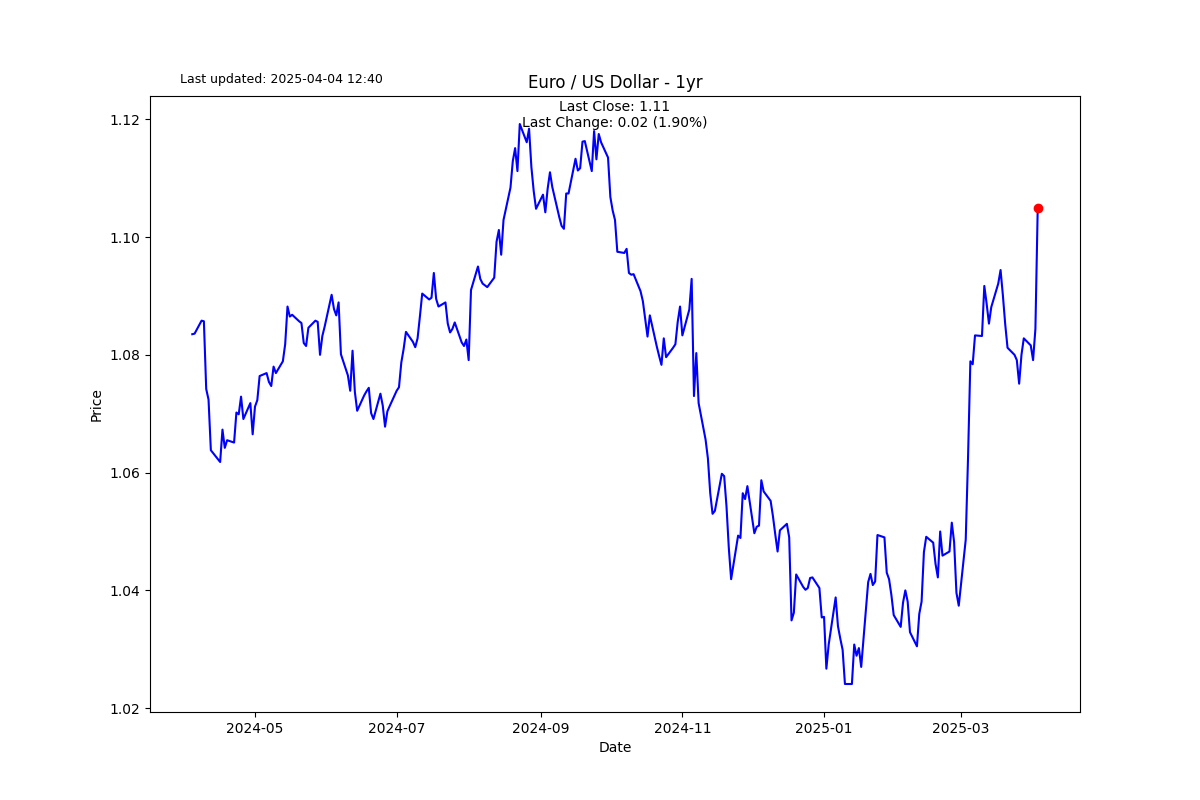 Last updated: 2025-04-04 12:40
Euro / US Dollar - 1yr
Last Close: 1.11
Last Change: 0.02 (1.90%)
1.12
1.10
1.08
1.06
1.04
1.02
Price
2024-05
2024-07
2024-09
2024-11
2025-01
2025-03
Date